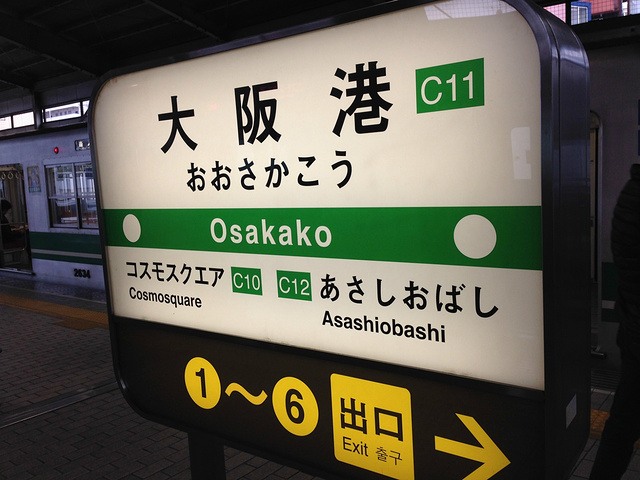 大阪港 C11
おおさかこう
Osakako
コスモスクエア C10 C12 あさしおばし
Cosmosquare Asashiobashi
1～6 出口
Exit 출구
2634